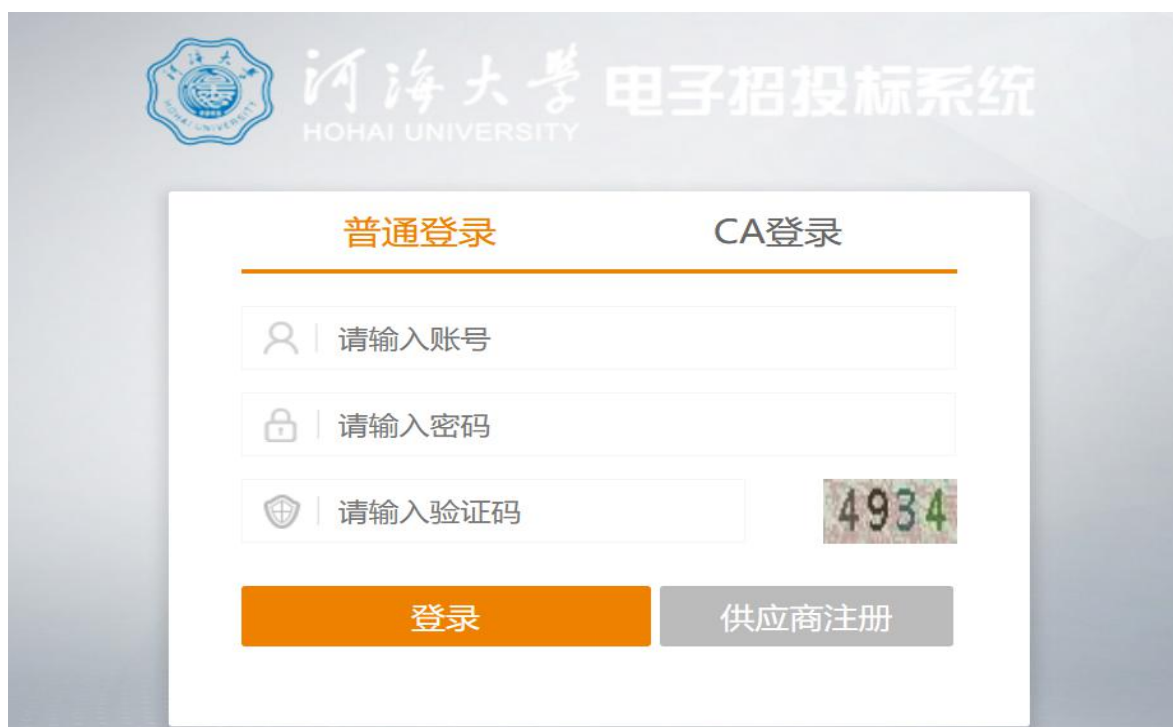 河海大学 电子招投标系统
HOHAI UNIVERSITY
普通登录 CA登录
请输入账号
请输入密码
请输入验证码 4934
登录 供应商注册